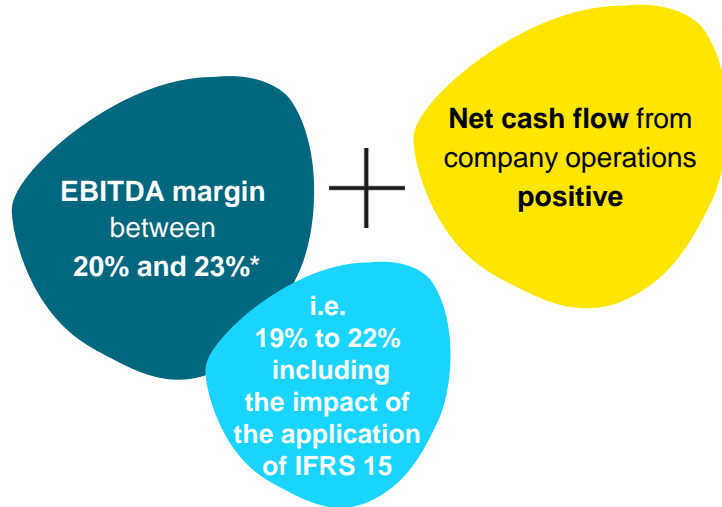 EBITDA margin
between
20% and 23%*
Net cash flow from
company operations
positive
i.e.
19% to 22%
including
the impact of
the application
of IFRS 15